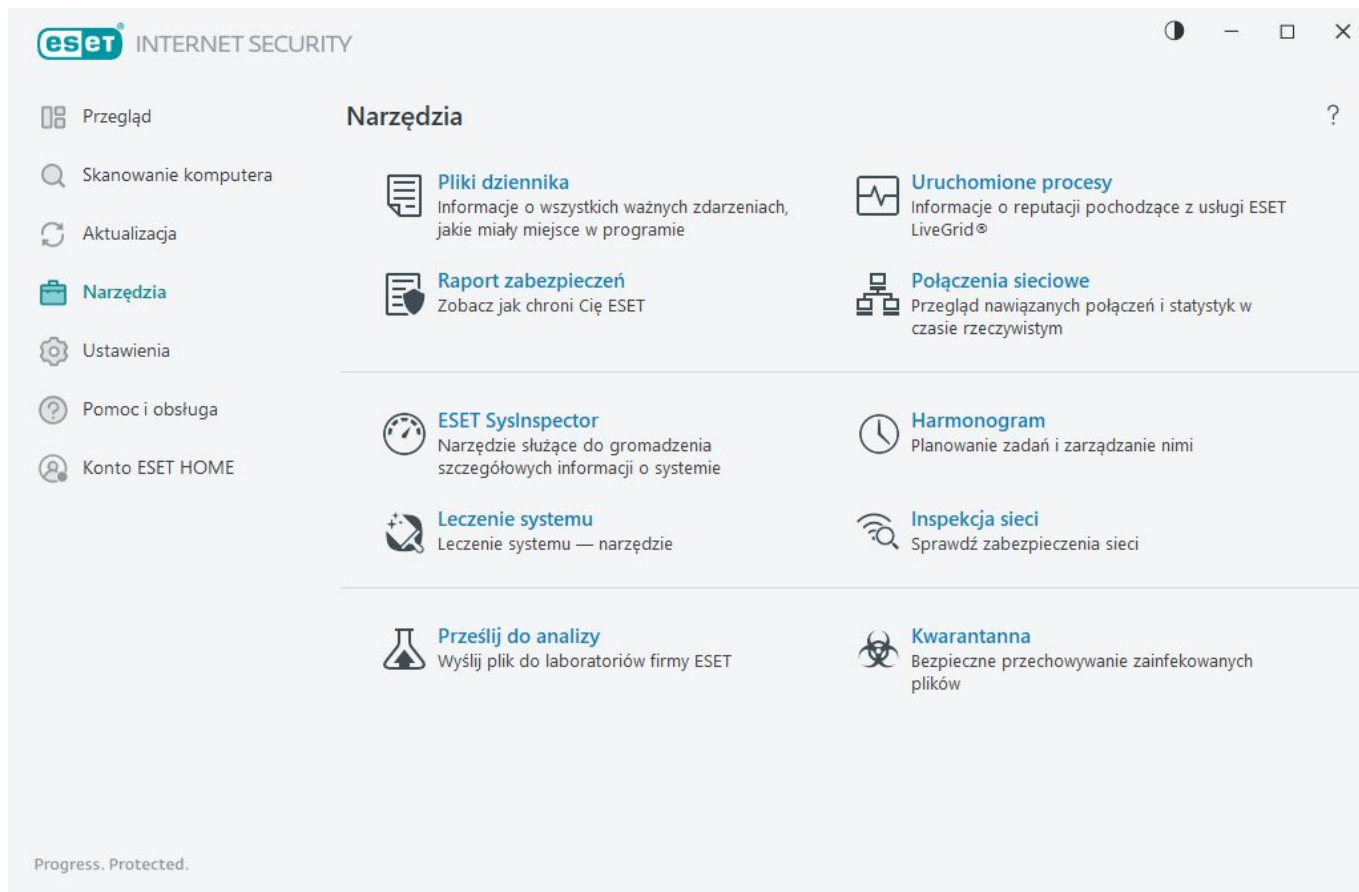 eset® INTERNET SECURITY
Przegląd
Skanowanie komputera
Aktualizacja
Narzędzia
Ustawienia
Pomoc i obsługa
Konto ESET HOME
Narzędzia
?
Pliki dziennika
Informacje o wszystkich ważnych zdarzeniach,
jakie miały miejsce w programie
Uruchomione procesy
Informacje o reputacji pochodzące z usługi ESET
LiveGrid®
Raport zabezpieczeń
Zobacz jak chroni Cię ESET
Połączenia sieciowe
Przegląd nawiązanych połączeń i statystyk w
czasie rzeczywistym
ESET SysInspector
Narzędzie służące do gromadzenia
szczegółowych informacji o systemie
Harmonogram
Planowanie zadań i zarządzanie nimi
Leczenie systemu
Leczenie systemu — narzędzie
Inspekcja sieci
Sprawdź zabezpieczenia sieci
Prześlij do analizy
Wyślij plik do laboratoriów firmy ESET
Kwarantanna
Bezpieczne przechowywanie zainfekowanych
plików
Progress. Protected.